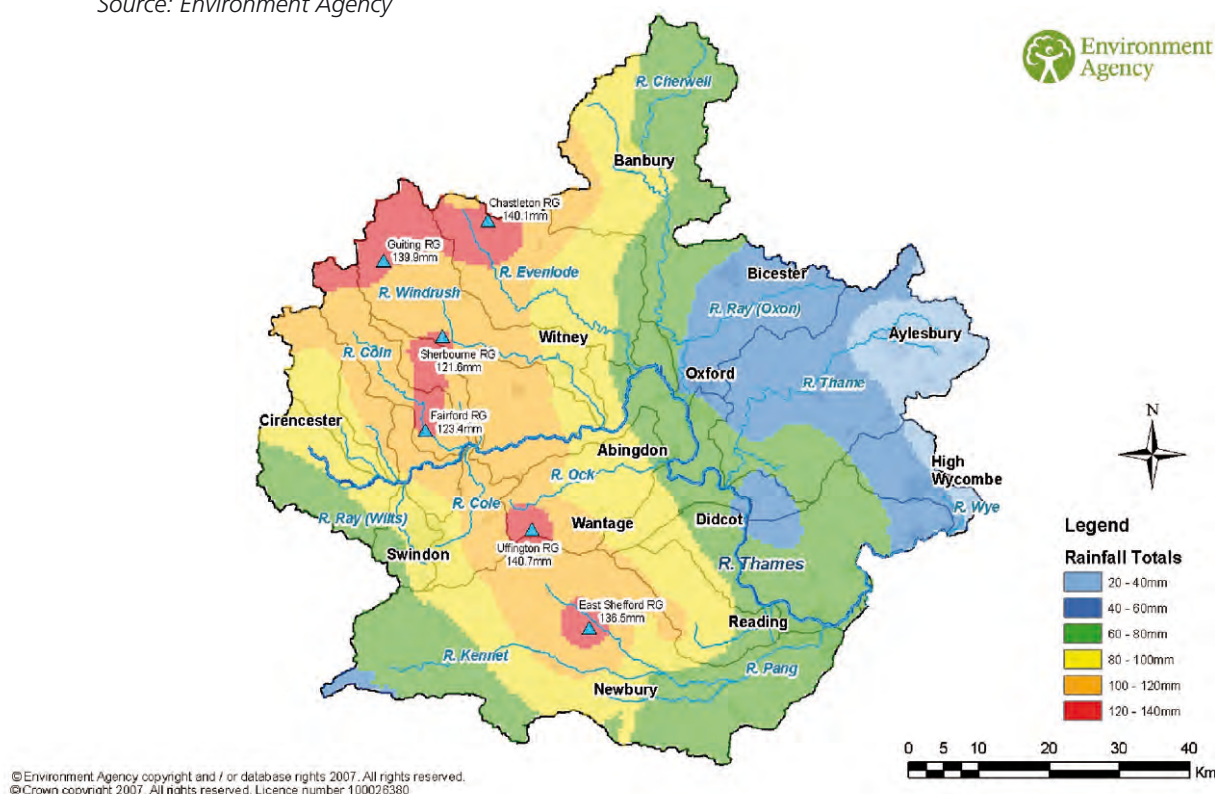 Source: Environment Agency
Environment
Agency
R. Cherwell
Banbury
Chastleton RG
140.1mm
Guiting RG
139.9mm
R. Evenlode
Bicester
R. Windrush
R. Ray (Oxon)
Aylesbury
Witney
Sherbourne RG
121.6mm
R. Coln
Oxford
R. Thame
Fairford RG
123.4mm
Cirencester
N
Abingdon
High
Wycombe
R. Ock
R. Cole
R. Wye
R. Ray (Wilts)
Wantage
Didcot
Swindon
Uffington RG
140.7mm
R. Thames
East Shefford RG
136.5mm
Reading
R. Kennet
R. Pang
Newbury
Legend
Rainfall Totals
20 - 40mm
40 - 60mm
60 - 80mm
80 - 100mm
100 - 120mm
120 - 140mm
0 5 10 20 30 40
Km
© Environment Agency copyright and / or database rights 2007. All rights reserved.
© Crown copyright 2007. All rights reserved. Licence number 100026380